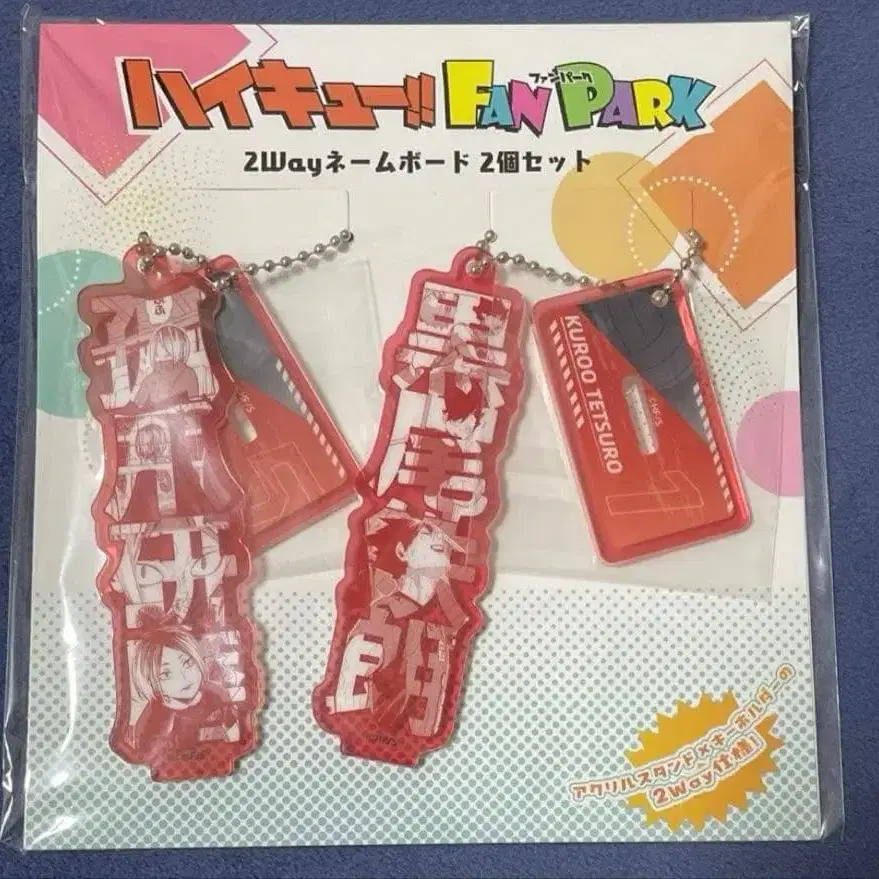 ハイキュー!! FAN PARK
ファンパーク
2Wayネームボード 2個セット
孤爪研磨
黒尾鉄朗
KUROO TETSURO
©HF/S
5
1
アクリルスタンド×キーホルダーの
2Way仕様!